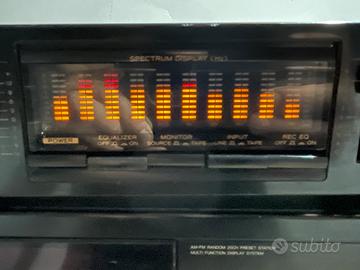 SPECTRUM DISPLAY (Hz)
POWER
EQUALIZER
OFF ON
MONITOR
SOURCE TAPE
INPUT
LINE TAPE
REC EQ
OFF ON
AM-FM RANDOM 20CH PRESET STATION
MULTI FUNCTION DISPLAY SYSTEM
subito